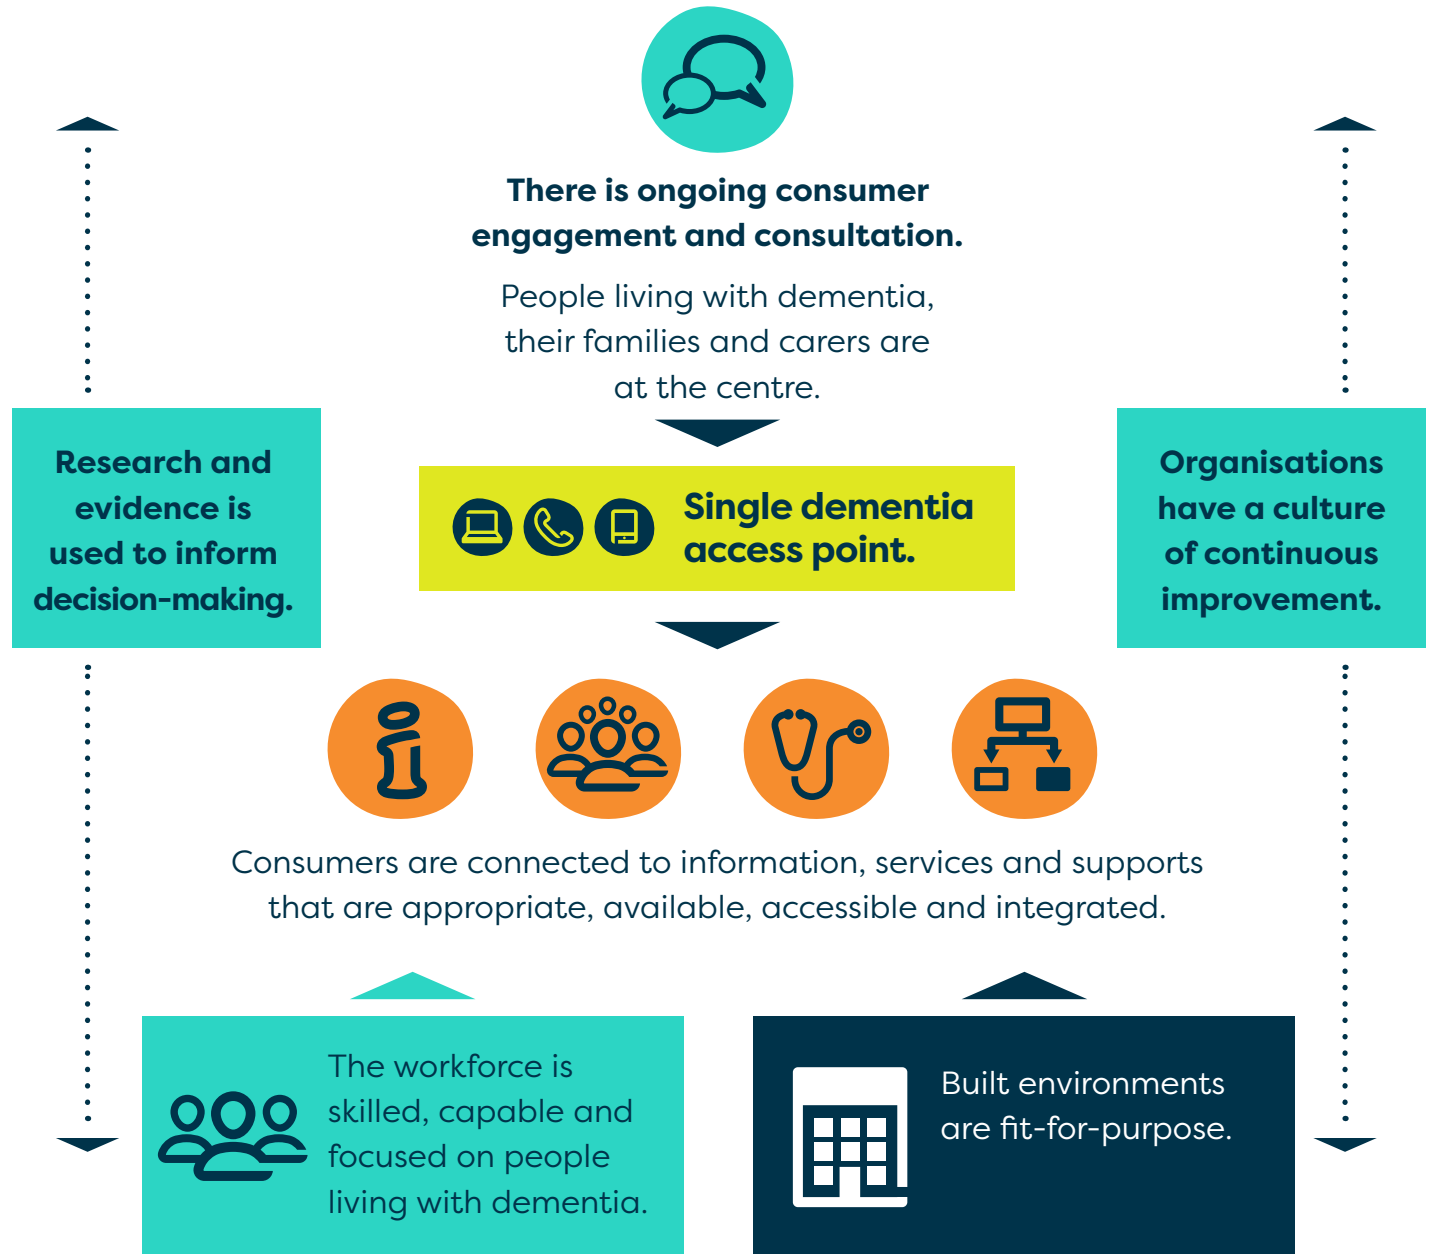 There is ongoing consumer
engagement and consultation.
People living with dementia,
their families and carers are
at the centre.
Research and
evidence is
used to inform
decision-making.
Single dementia
access point.
Organisations
have a culture
of continuous
improvement.
Consumers are connected to information, services and supports
that are appropriate, available, accessible and integrated.
The workforce is
skilled, capable and
focused on people
living with dementia.
Built environments
are fit-for-purpose.